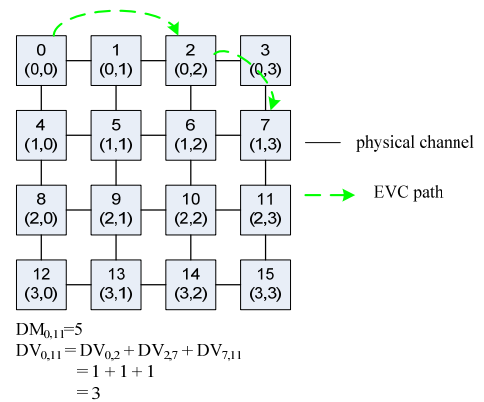 0 1 2 3
(0,0) (0,1) (0,2) (0,3)
4 5 6 7
(1,0) (1,1) (1,2) (1,3)
physical channel
8 9 10 11
(2,0) (2,1) (2,2) (2,3)
EVC path
12 13 14 15
(3,0) (3,1) (3,2) (3,3)
DM0,11=5
DV0,11 = DV0,2 + DV2,7 + DV7,11
= 1 + 1 + 1
= 3